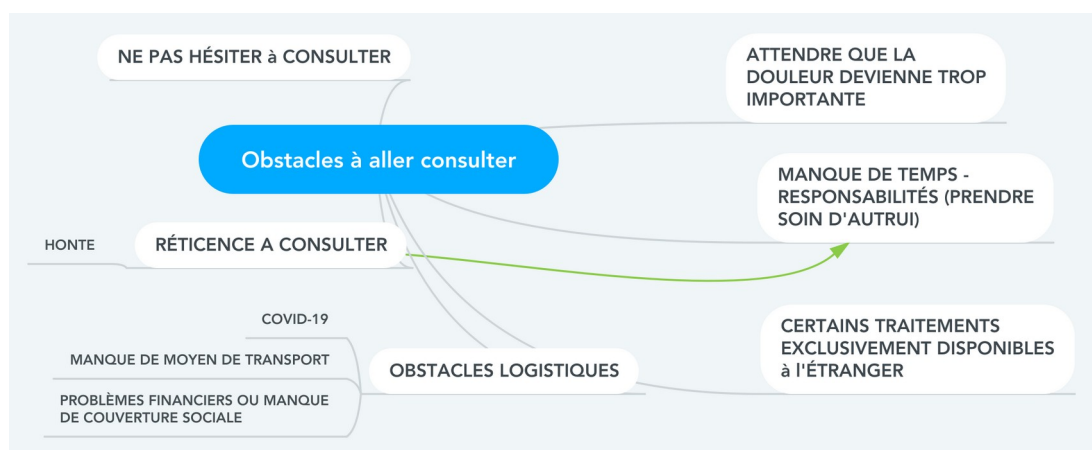 NE PAS HÉSITER à CONSULTER
Obstacles à aller consulter
RÉTICENCE A CONSULTER
HONTE
OBSTACLES LOGISTIQUES
COVID-19
MANQUE DE MOYEN DE TRANSPORT
PROBLÈMES FINANCIERS OU MANQUE
DE COUVERTURE SOCIALE
ATTENDRE QUE LA
DOULEUR DEVIENNE TROP
IMPORTANTE
MANQUE DE TEMPS -
RESPONSABILITÉS (PRENDRE
SOIN D'AUTRUI)
CERTAINS TRAITEMENTS
EXCLUSIVEMENT DISPONIBLES
à l'ÉTRANGER